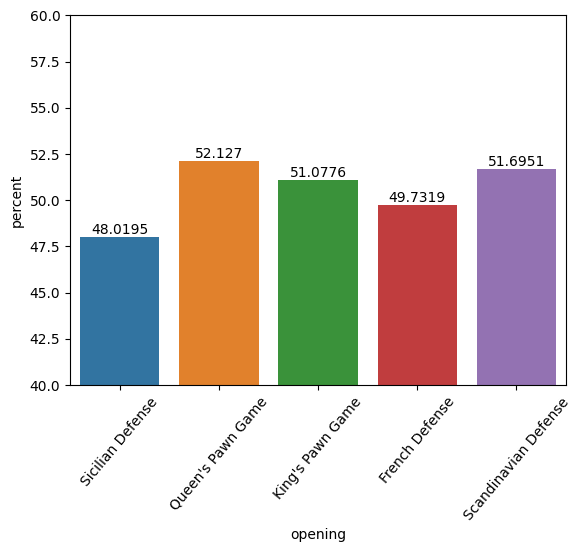 60.0
57.5
55.0
52.5
50.0
47.5
45.0
42.5
40.0
percent
48.0195
52.127
51.0776
49.7319
51.6951
Sicilian Defense
Queen's Pawn Game
King's Pawn Game
French Defense
Scandinavian Defense
opening